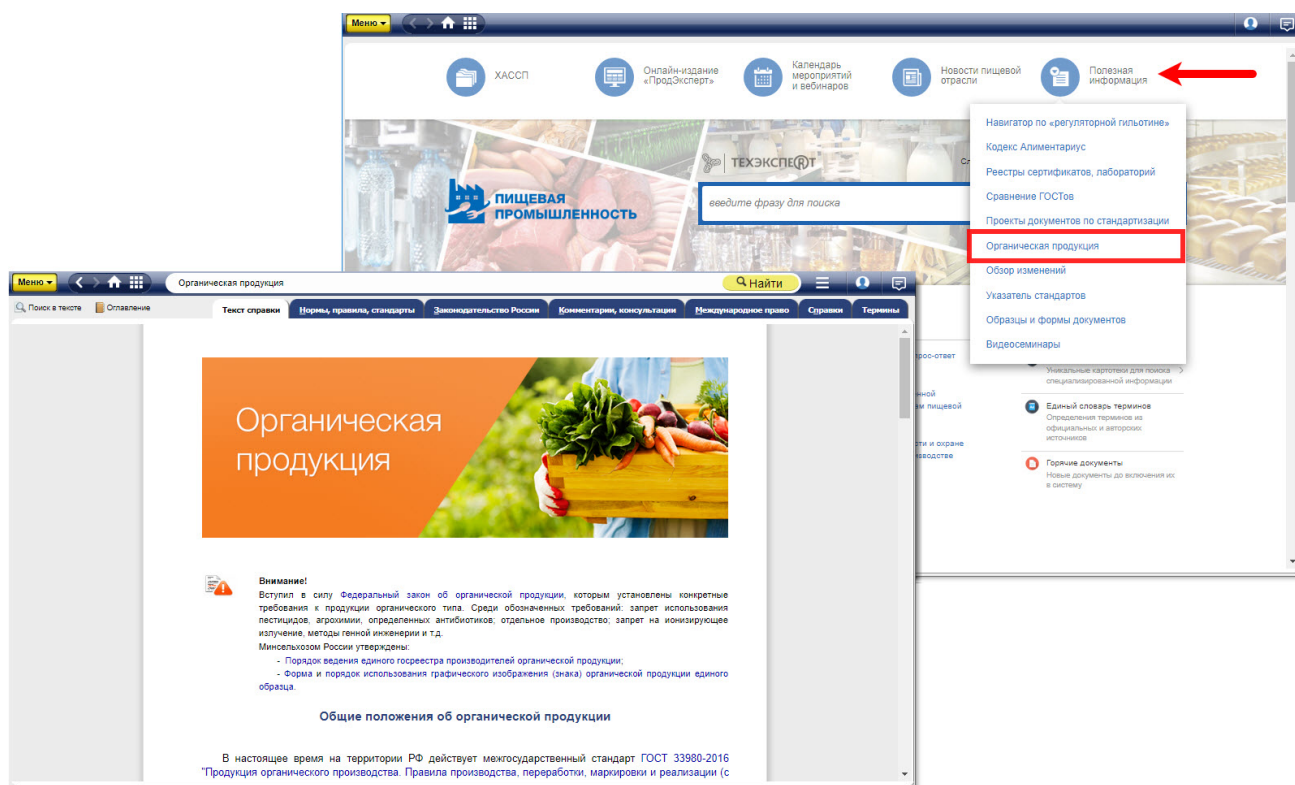 Меню
ХАССП
Онлайн-издание
«ПродЭксперт»
Календарь
мероприятий
и вебинаров
Новости пищевой
отрасли
Полезная
информация
Навигатор по «регуляторной гильотине»
Кодекс Алиментариус
Реестры сертификатов, лабораторий
Сравнение ГОСТов
Проекты документов по стандартизации
Органическая продукция
Обзор изменений
Указатель стандартов
Образцы и формы документов
Видеосеминары
ТЕХЭКСПЕРТ
ПИЩЕВАЯ
ПРОМЫШЛЕННОСТЬ
введите фразу для поиска
Уникальные картотеки для поиска
специализированной информации
Единый словарь терминов
Определения терминов из
официальных и авторских
источников
Горячие документы
Новые документы до включения их
в систему
Меню
Органическая продукция
Найти
Поиск в тексте
Оглавление
Текст справки
Нормы, правила, стандарты
Законодательство России
Комментарии, консультации
Международное право
Справки
Термины
Органическая
продукция
Внимание!
Вступил в силу Федеральный закон об органической продукции, которым установлены конкретные
требования к продукции органического типа. Среди обозначенных требований: запрет использования
пестицидов, агрохимии, определенных антибиотиков; отдельное производство; запрет на ионизирующее
излучение, методы генной инженерии и т.д.
Минсельхозом России утверждены:
- Порядок ведения единого госреестра производителей органической продукции;
- Форма и порядок использования графического изображения (знака) органической продукции единого
образца.
Общие положения об органической продукции
В настоящее время на территории РФ действует межгосударственный стандарт ГОСТ 33980-2016
"Продукция органического производства. Правила производства, переработки, маркировки и реализации (с